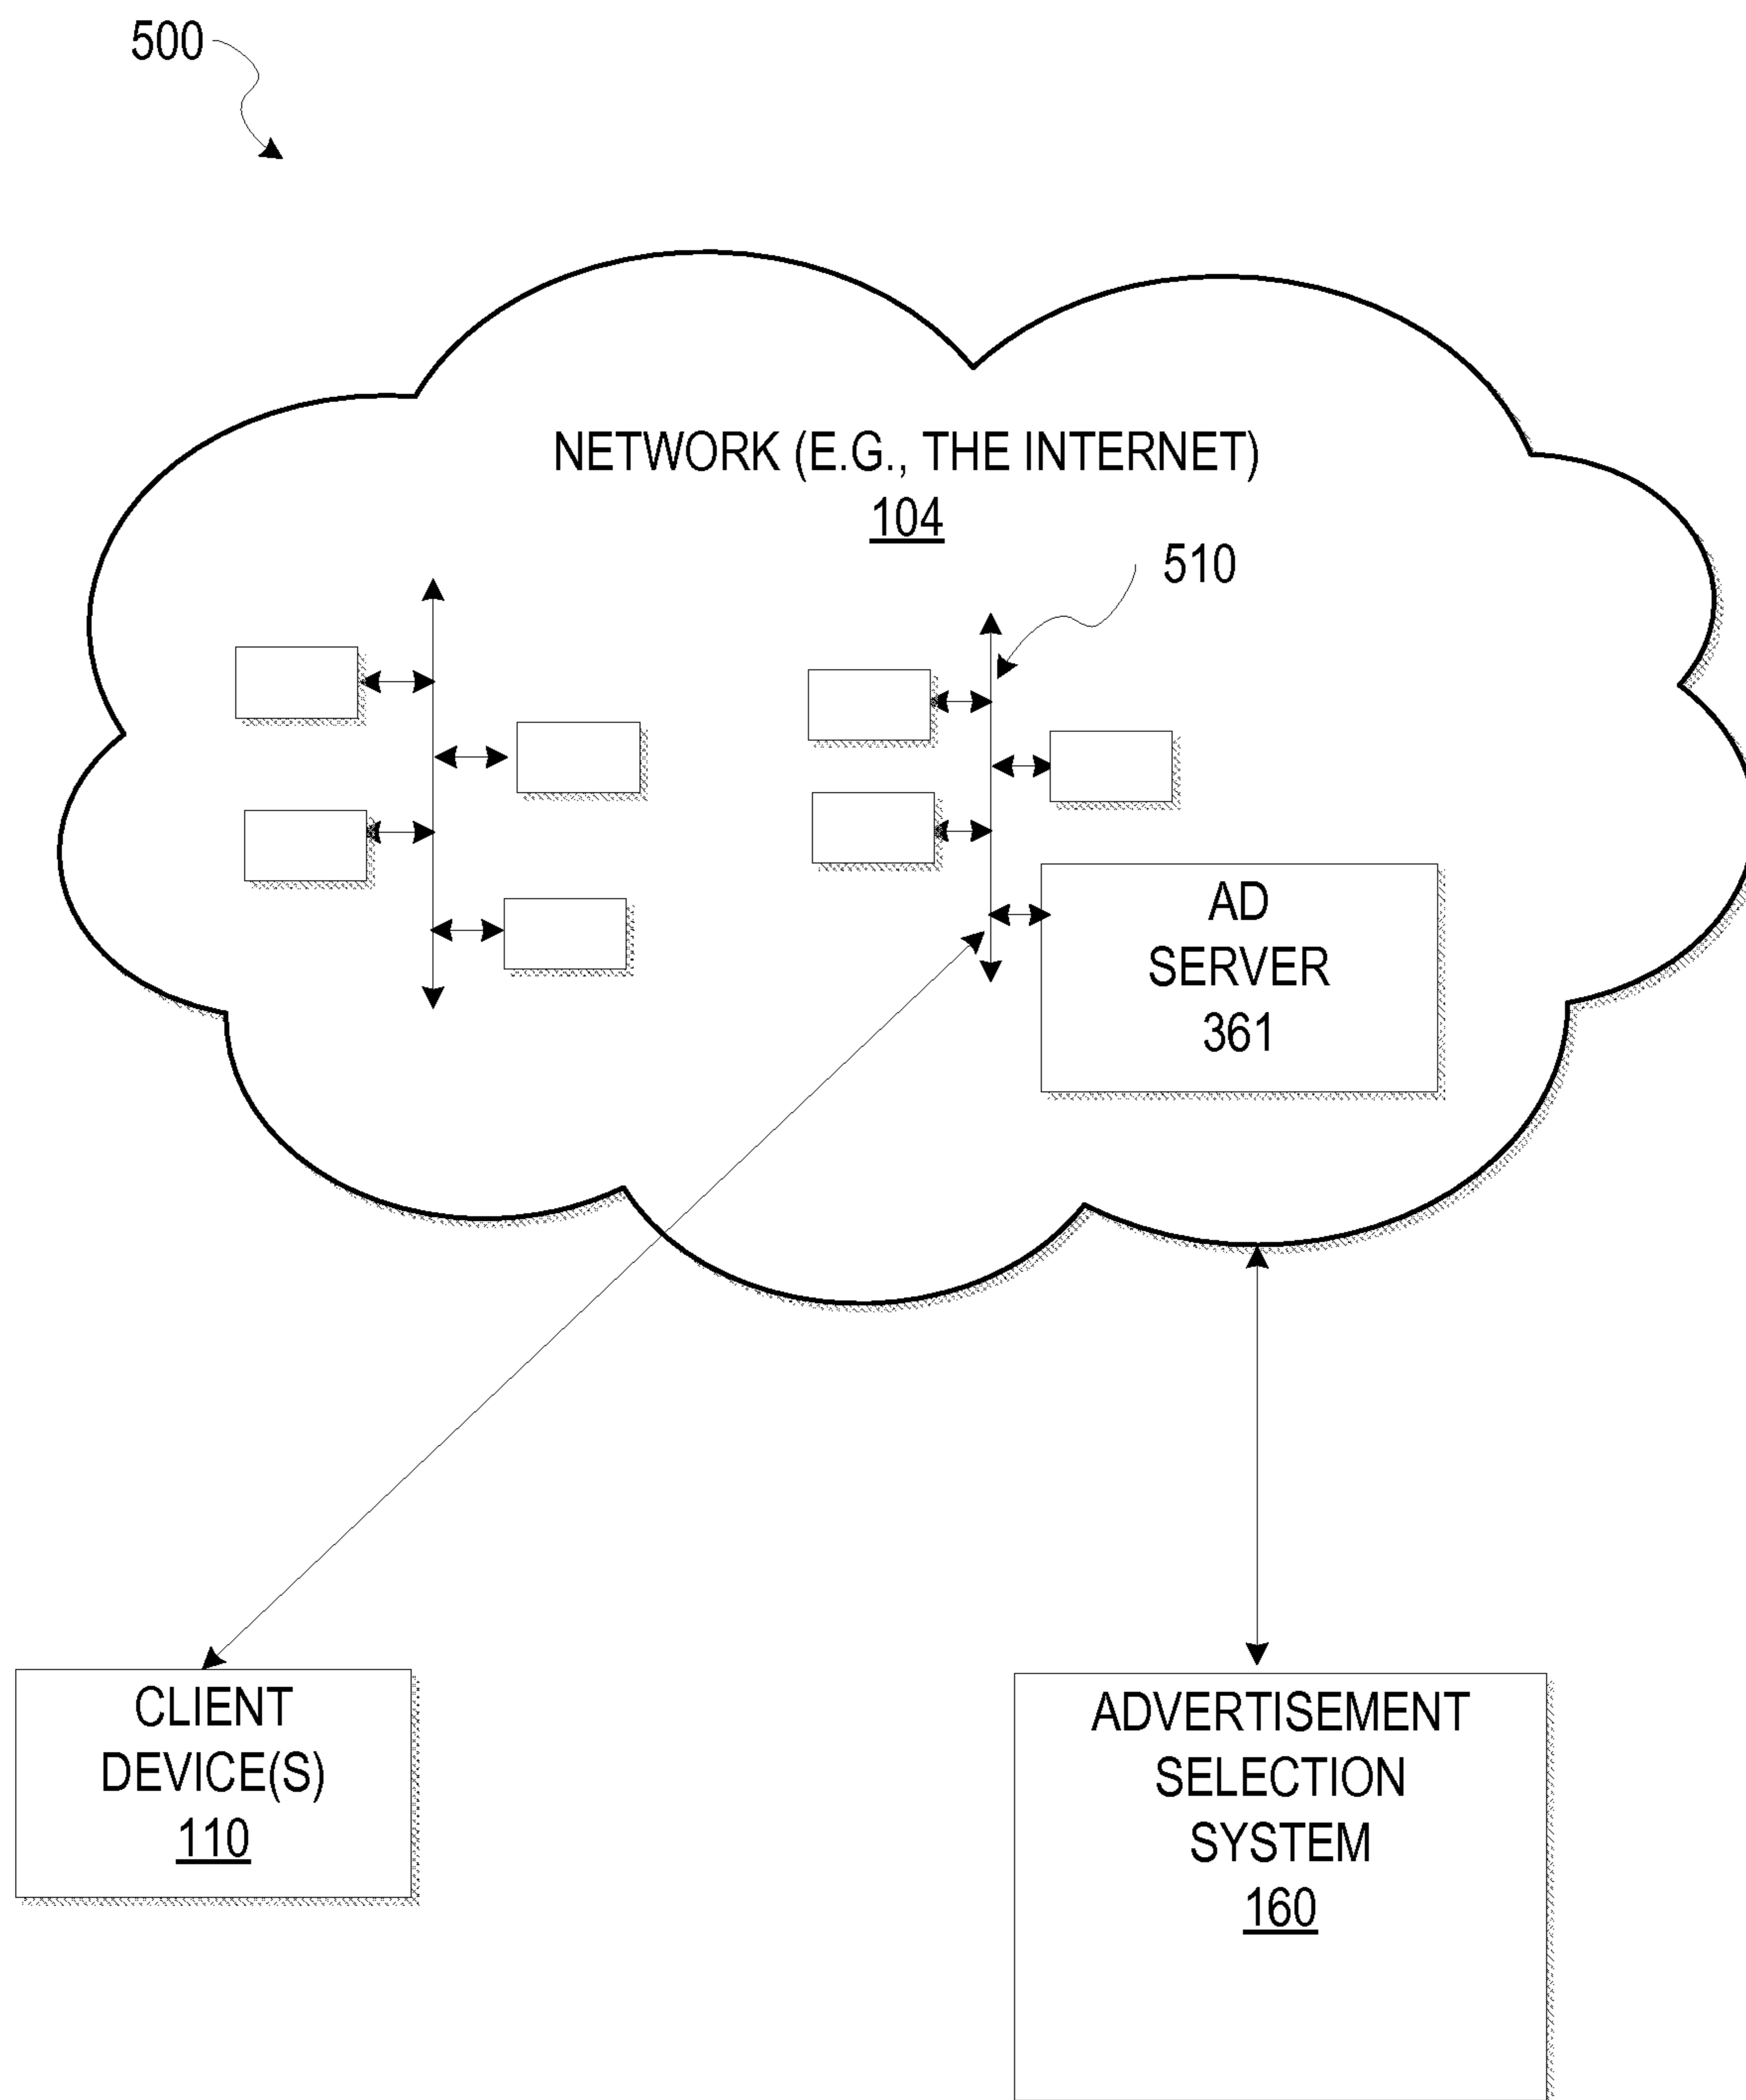 500
NETWORK (E.G., THE INTERNET)
104
510
AD
SERVER
361
CLIENT
DEVICE(S)
110
ADVERTISEMENT
SELECTION
SYSTEM
160